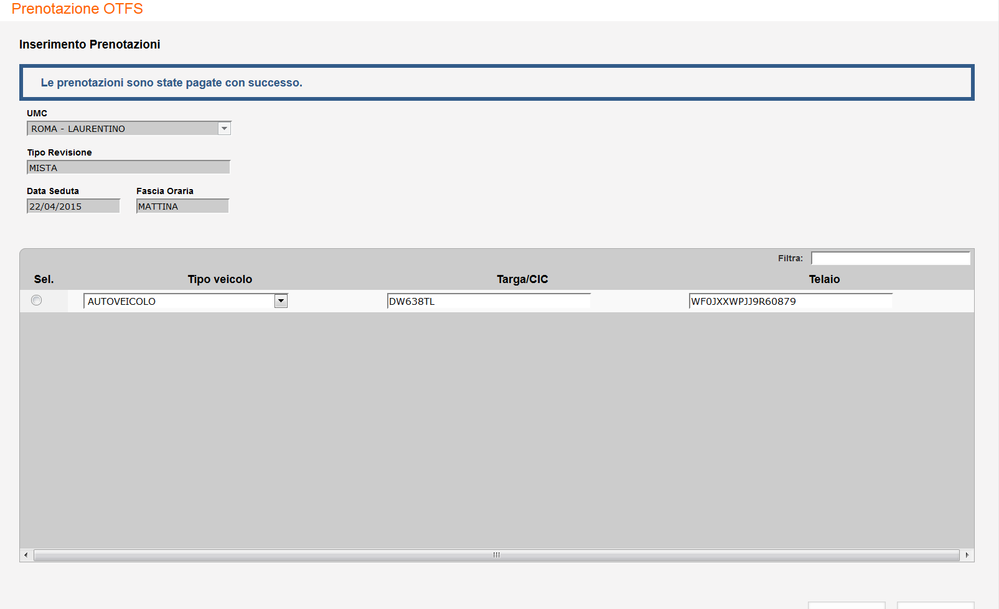 Prenotazione OTFS
Inserimento Prenotazioni
Le prenotazioni sono state pagate con successo.
UMC
ROMA - LAURENTINO
Tipo Revisione
MISTA
Data Seduta Fascia Oraria
22/04/2015 MATTINA
Filtra:
Sel. Tipo veicolo Targa/CIC Telaio
AUTOVEICOLO DW638TL WF0JXXWPJJ9R60879